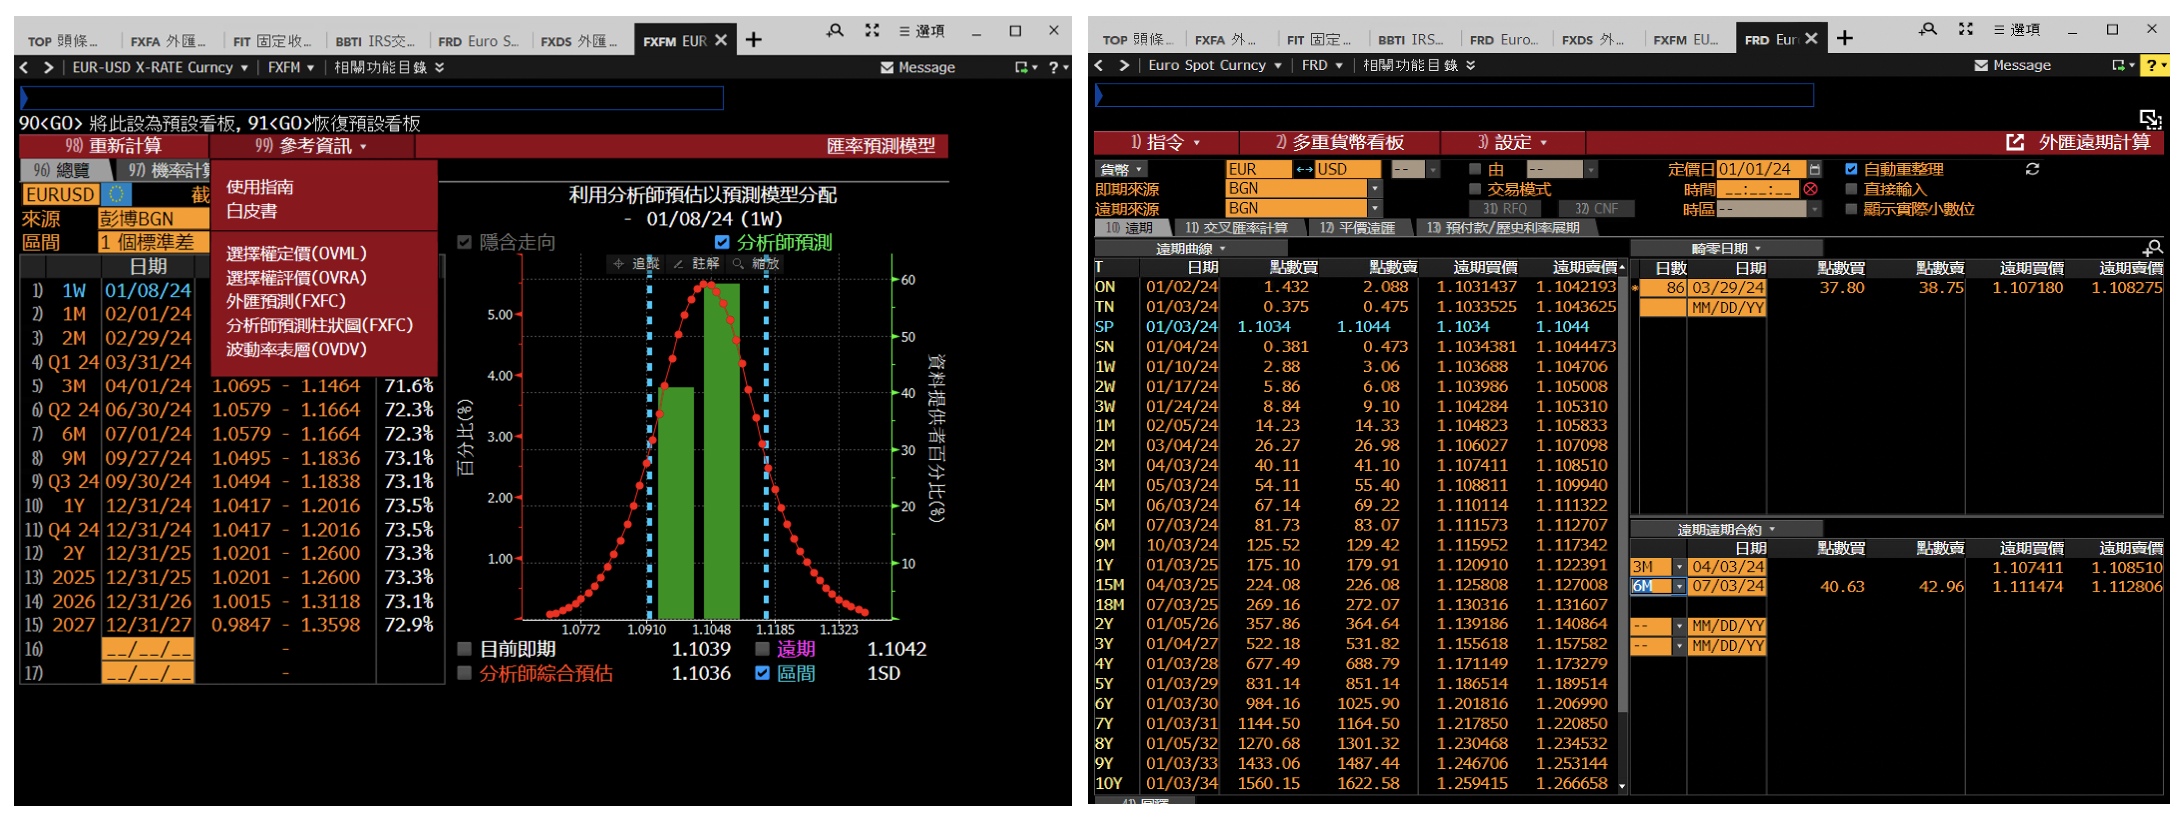 TOP 頭條... FXFA 外匯... FIT 固定收... BBTI IRS交... FRD Euro S... FXDS 外匯... FXFM EUR ✕ + 選項
< > EUR-USD X-RATE Curncy FXFM 相關功能目錄 Message ?
90<GO> 將此設為預設看板, 91<GO>恢復預設看板
98) 重新計算 99) 參考資訊 匯率預測模型
96) 總覽 97) 機率計算
使用指南
白皮書
選擇權定價(OVML)
選擇權評價(OVRA)
外匯預測(FXFC)
分析師預測柱狀圖(FXFC)
波動率表層(OVDV)
EURUSD 截
來源 彭博BGN
區間 1 個標準差
日期
1) 1W 01/08/24
2) 1M 02/01/24
3) 2M 02/29/24
4) Q1 24 03/31/24
5) 3M 04/01/24 1.0695 - 1.1464 71.6%
6) Q2 24 06/30/24 1.0579 - 1.1664 72.3%
7) 6M 07/01/24 1.0579 - 1.1664 72.3%
8) 9M 09/27/24 1.0495 - 1.1836 73.1%
9) Q3 24 09/30/24 1.0494 - 1.1838 73.1%
10) 1Y 12/31/24 1.0417 - 1.2016 73.5%
11) Q4 24 12/31/24 1.0417 - 1.2016 73.5%
12) 2Y 12/31/25 1.0201 - 1.2600 73.3%
13) 2025 12/31/25 1.0201 - 1.2600 73.3%
14) 2026 12/31/26 1.0015 - 1.3118 73.1%
15) 2027 12/31/27 0.9847 - 1.3598 72.9%
16) __/__/__ -
17) __/__/__ -
利用分析師預估以預測模型分配
- 01/08/24 (1W)
隱含走向 分析師預測
追蹤 註解 縮放
5.00
4.00
3.00
2.00
1.00
百分比(%)
60
50
40
30
20
10
資料提供者百分比(%)
1.0772 1.0910 1.1048 1.1185 1.1323
目前即期 1.1039 遠期 1.1042
分析師綜合預估 1.1036 區間 1SD
TOP 頭條... FXFA 外... FIT 固定... BBTI IRS... FRD Euro... FXDS 外... FXFM EU... FRD Eur ✕ + 選項
< > Euro Spot Curncy FRD 相關功能目錄 Message ?
1) 指令 2) 多重貨幣看板 3) 設定 外匯遠期計算
貨幣 EUR USD -- 由 -- 定價日 01/01/24 自動重整理
即期來源 BGN 交易模式 時間 __:__:__ 直接輸入
遠期來源 BGN 31) RFQ 32) CNF 時區 -- 顯示實際小數位
10) 遠期 11) 交叉匯率計算 12) 平價遠匯 13) 預付款/歷史利率展期
遠期曲線
T 日期 點數買 點數賣 遠期買價 遠期賣價
ON 01/02/24 1.432 2.088 1.1031437 1.1042193
TN 01/03/24 0.375 0.475 1.1033525 1.1043625
SP 01/03/24 1.1034 1.1044 1.1034 1.1044
SN 01/04/24 0.381 0.473 1.1034381 1.1044473
1W 01/10/24 2.88 3.06 1.103688 1.104706
2W 01/17/24 5.86 6.08 1.103986 1.105008
3W 01/24/24 8.84 9.10 1.104284 1.105310
1M 02/05/24 14.23 14.33 1.104823 1.105833
2M 03/04/24 26.27 26.98 1.106027 1.107098
3M 04/03/24 40.11 41.10 1.107411 1.108510
4M 05/03/24 54.11 55.40 1.108811 1.109940
5M 06/03/24 67.14 69.22 1.110114 1.111322
6M 07/03/24 81.73 83.07 1.111573 1.112707
9M 10/03/24 125.52 129.42 1.115952 1.117342
1Y 01/03/25 175.10 179.91 1.120910 1.122391
15M 04/03/25 224.08 226.08 1.125808 1.127008
18M 07/03/25 269.16 272.07 1.130316 1.131607
2Y 01/05/26 357.86 364.64 1.139186 1.140864
3Y 01/04/27 522.18 531.82 1.155618 1.157582
4Y 01/03/28 677.49 688.79 1.171149 1.173279
5Y 01/03/29 831.14 851.14 1.186514 1.189514
6Y 01/03/30 984.16 1025.90 1.201816 1.206990
7Y 01/03/31 1144.50 1164.50 1.217850 1.220850
8Y 01/05/32 1270.68 1301.32 1.230468 1.234532
9Y 01/03/33 1433.06 1487.44 1.246706 1.253144
10Y 01/03/34 1560.15 1622.58 1.259415 1.266658
畸零日期
日數 日期 點數買 點數賣 遠期買價 遠期賣價
* 86 03/29/24 37.80 38.75 1.107180 1.108275
MM/DD/YY
遠期遠期合約
日期 點數買 點數賣 遠期買價 遠期賣價
3M 04/03/24 1.107411 1.108510
6M 07/03/24 40.63 42.96 1.111474 1.112806
-- MM/DD/YY
-- MM/DD/YY